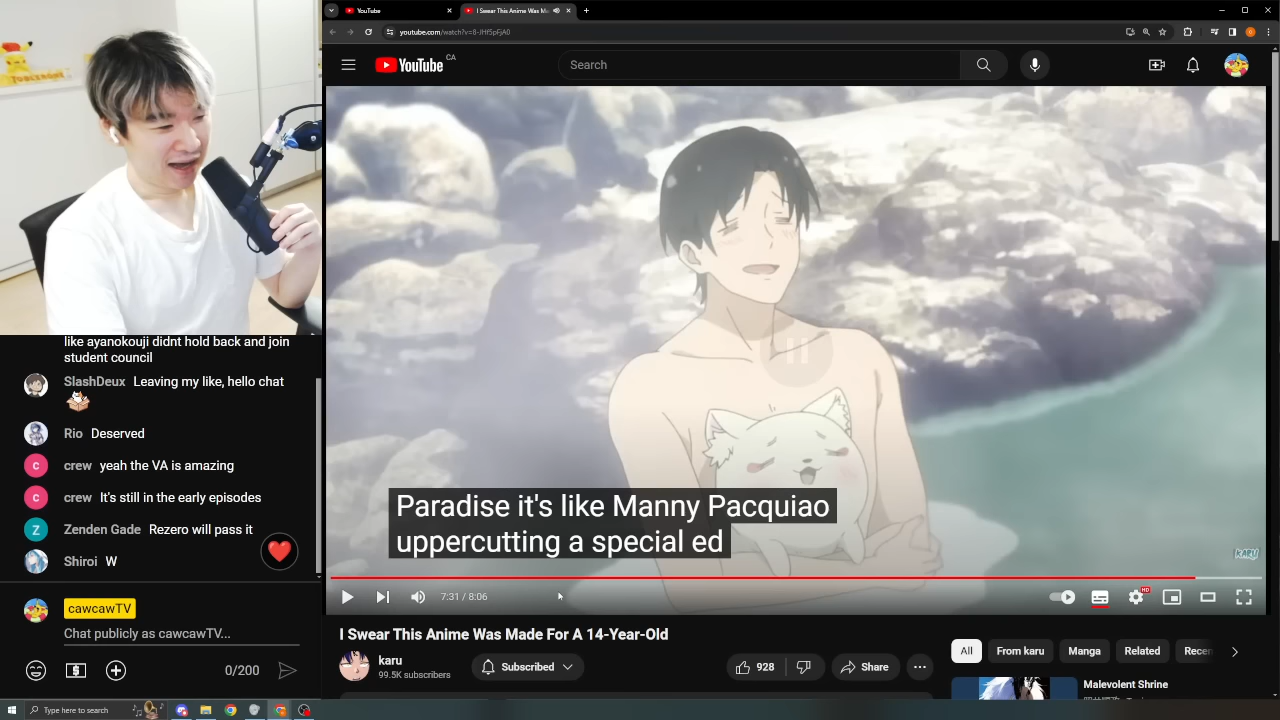 YouTube
I Swear This Anime Was M
youtube.com/watch?v=
YouTube
CA
Search
Paradise it's like Manny Pacquiao
uppercutting a special ed
KARU
7:31 / 8:06
HD
I Swear This Anime Was Made For A 14-Year-Old
karu
99.5K subscribers
Subscribed
928
Share
All
From karu
Manga
Related
Recen
Malevolent Shrine
like ayanokouji didnt hold back and join
student council
SlashDeux Leaving my like, hello chat
Rio Deserved
c crew yeah the VA is amazing
c crew It's still in the early episodes
Z Zenden Gade Rezero will pass it
Shiroi W
cawcawTV
Chat publicly as cawcawTV...
0/200
Type here to search